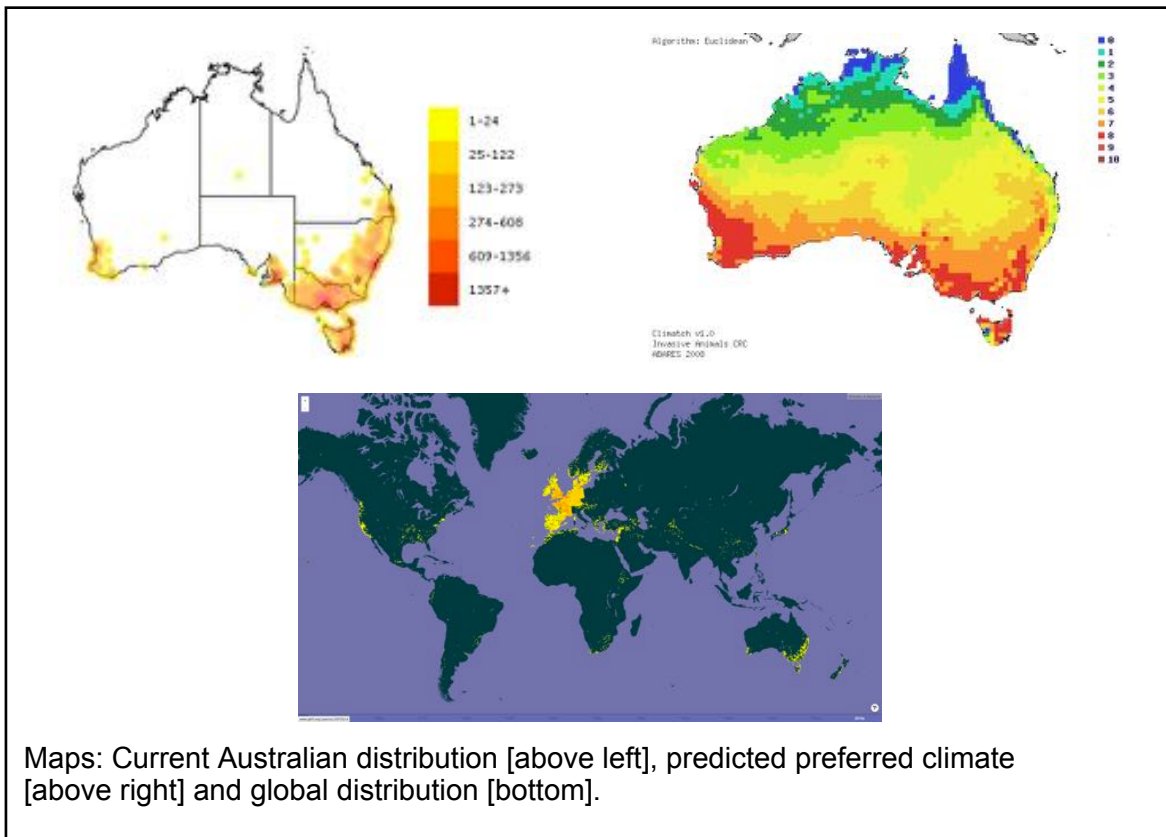 Algorithm: Euclidean
1-24
25-122
123-273
274-608
609-1356
1357+
0
1
2
3
4
5
6
7
8
9
10
Climatch v1.0
Invasive Animals CRC
ABARES 2008
Maps: Current Australian distribution [above left], predicted preferred climate
[above right] and global distribution [bottom].